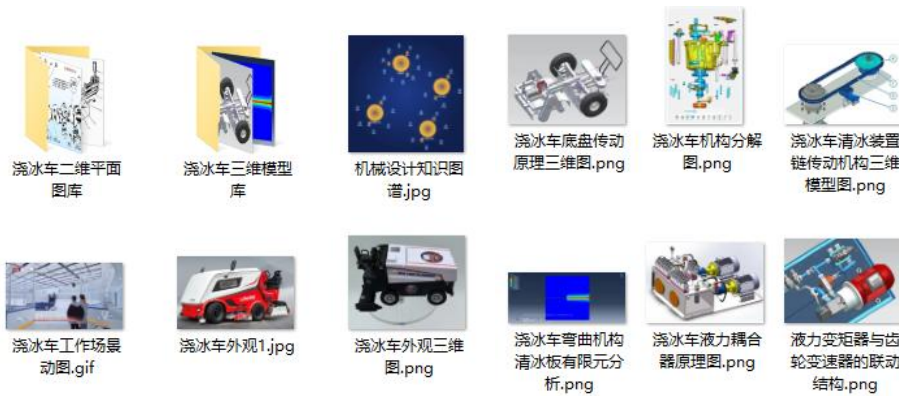 浇冰车二维平面
图库
浇冰车三维模型
库
机械设计知识图
谱.jpg
浇冰车底盘传动
原理三维图.png
浇冰车机构分解
图.png
浇冰车清冰装置
链传动机构三维
模型图.png
浇冰车工作场景
动图.gif
浇冰车外观1.jpg
浇冰车外观三维
图.png
浇冰车弯曲机构
清冰板有限元分
析.png
浇冰车液力耦合
器原理图.png
液力变矩器与齿
轮变速器的联动
结构.png